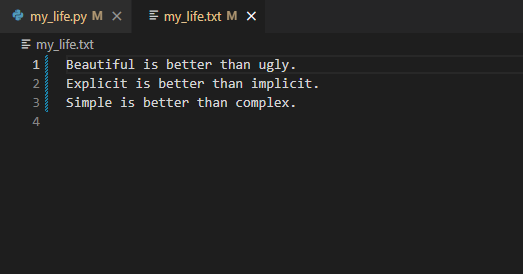 my_life.py M my_life.txt M
my_life.txt
1 Beautiful is better than ugly.
2 Explicit is better than implicit.
3 Simple is better than complex.
4